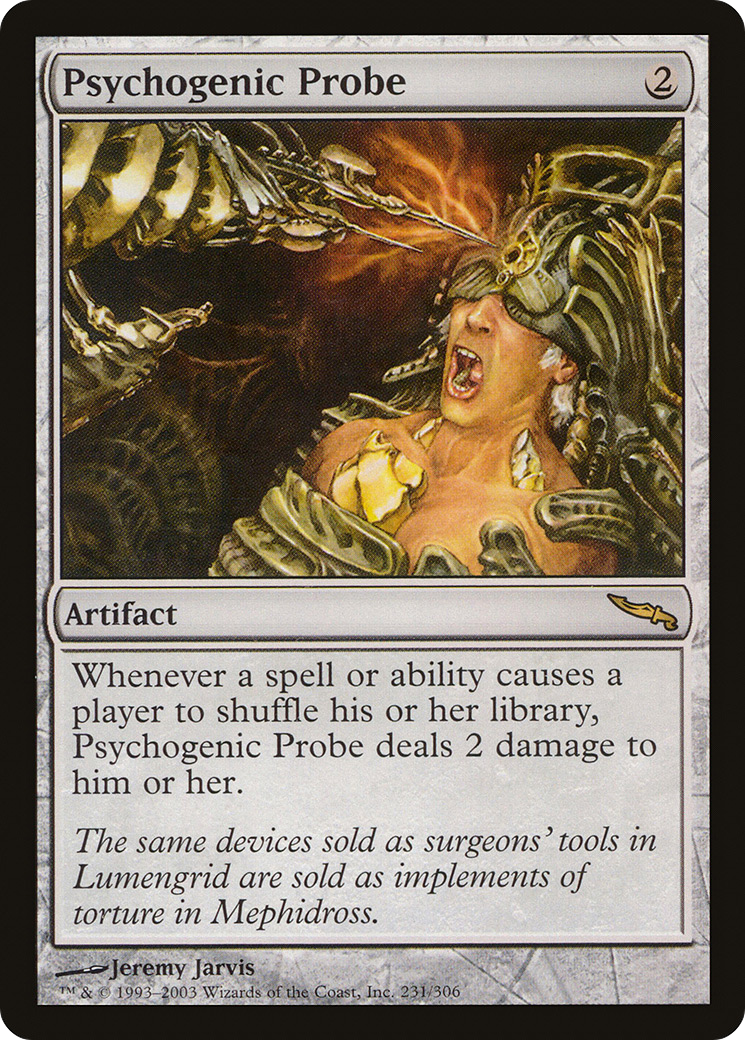 Psychogenic Probe 2
Artifact
Whenever a spell or ability causes a
player to shuffle his or her library,
Psychogenic Probe deals 2 damage to
him or her.
The same devices sold as surgeons' tools in
Lumengrid are sold as implements of
torture in Mephidross.
Jeremy Jarvis
™ & © 1993–2003 Wizards of the Coast, Inc. 231/306